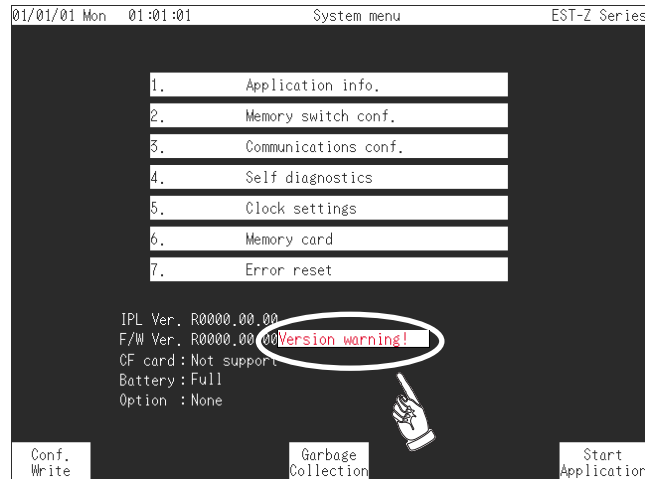 01/01/01 Mon 01:01:01 System menu EST-Z Series
1. Application info.
2. Memory switch conf.
3. Communications conf.
4. Self diagnostics
5. Clock settings
6. Memory card
7. Error reset
IPL Ver. R0000.00.00
F/W Ver. R0000.00.00 Version warning!
CF card : Not support
Battery : Full
Option : None
Conf. Write
Garbage Collection
Start Application